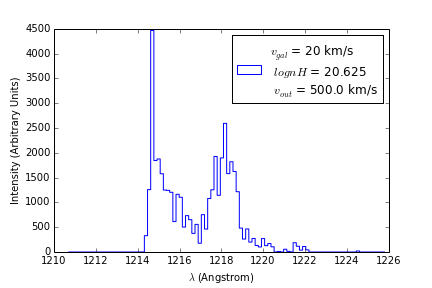 4500
4000
3500
3000
2500
2000
1500
1000
500
0
Intensity (Arbitrary Units)
v_gal = 20 km/s
lognH = 20.625
v_out = 500.0 km/s
1210 1212 1214 1216 1218 1220 1222 1224 1226
λ (Angstrom)